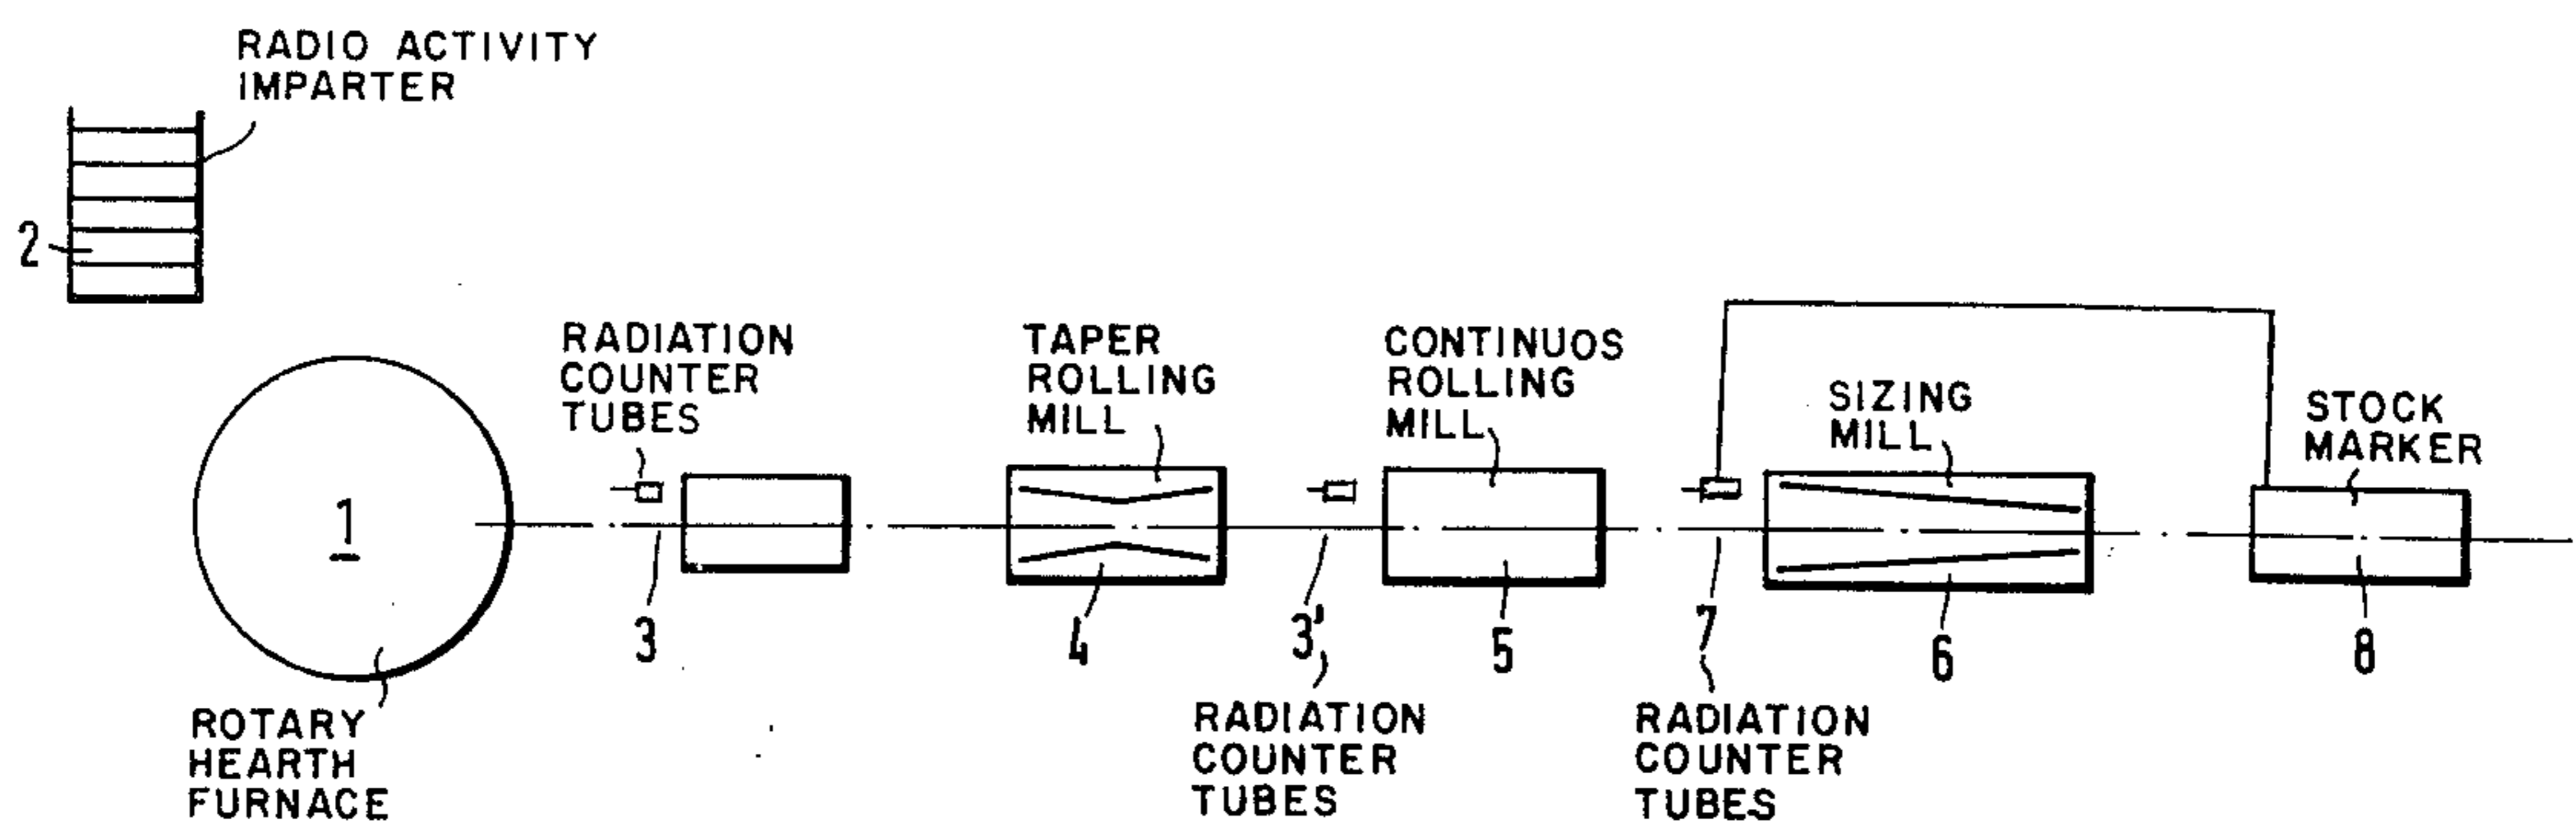 RADIO ACTIVITY
IMPARTER
2
RADIATION
COUNTER
TUBES
TAPER
ROLLING
MILL
CONTINUOS
ROLLING
MILL
SIZING
MILL
STOCK
MARKER
1
3
4
3'
5
7
6
8
ROTARY
HEARTH
FURNACE
RADIATION
COUNTER
TUBES
RADIATION
COUNTER
TUBES